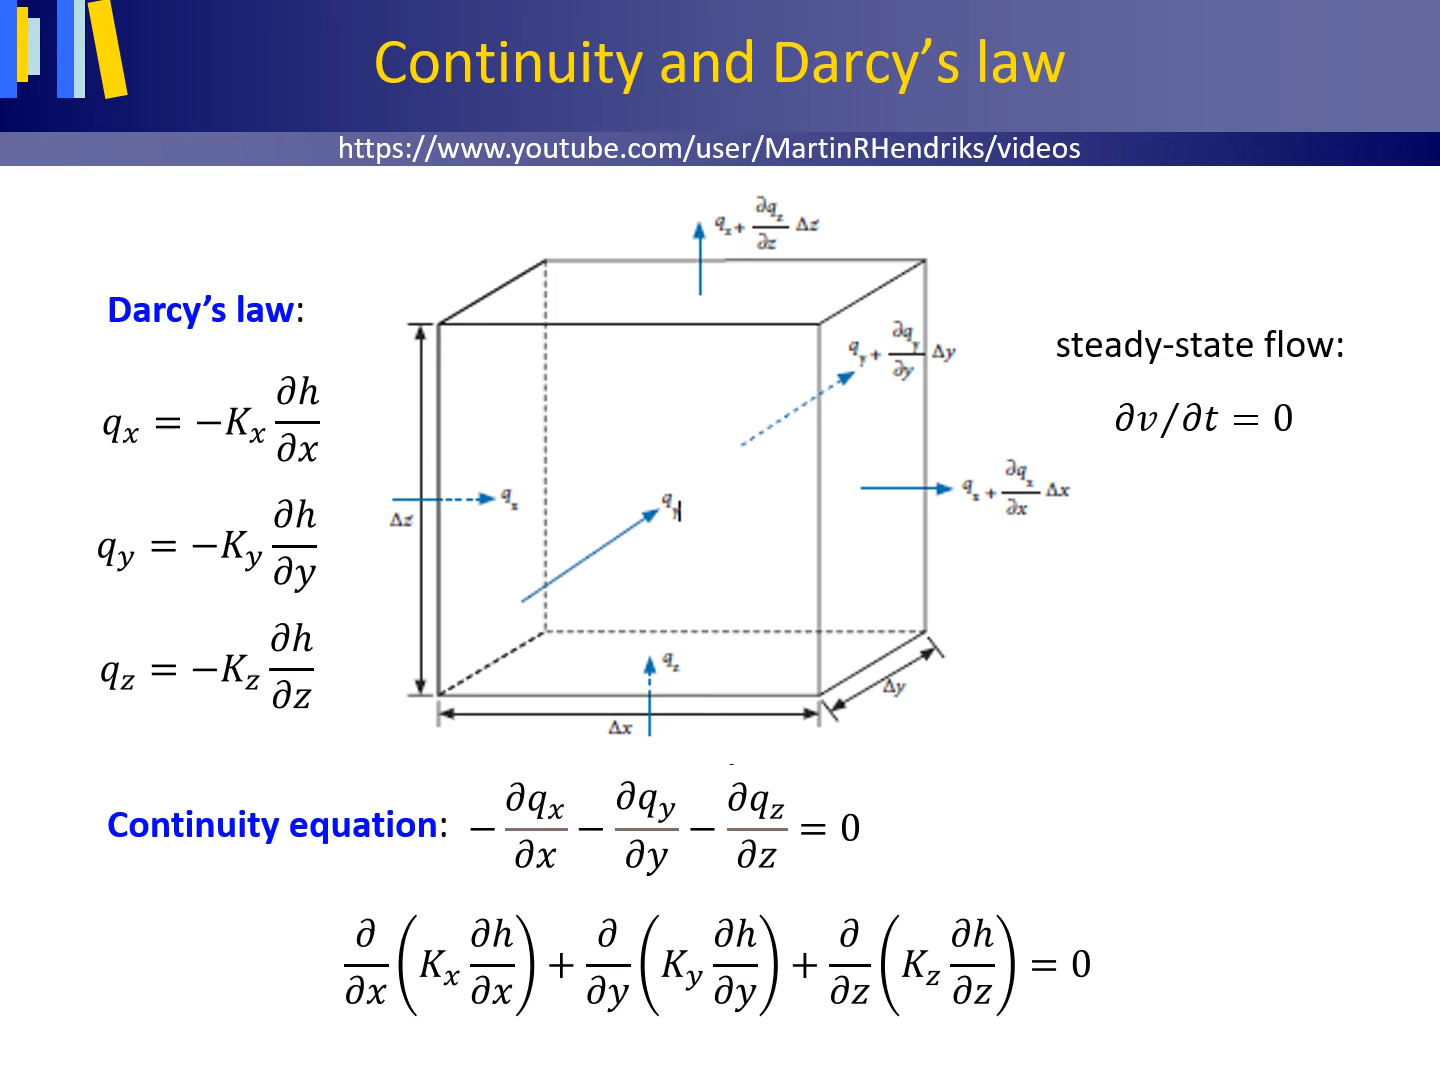 Continuity and Darcy’s law
https://www.youtube.com/user/MartinRHendriks/videos
Darcy’s law:
q_x = −K_x ∂h/∂x
q_y = −K_y ∂h/∂y
q_z = −K_z ∂h/∂z
q_z + ∂q_z/∂z Δz
q_y + ∂q_y/∂y Δy
q_x
q_y
q_x + ∂q_x/∂x Δx
Δz
q_z
Δy
Δx
steady-state flow:
∂v/∂t = 0
Continuity equation: − ∂q_x/∂x − ∂q_y/∂y − ∂q_z/∂z = 0
∂/∂x (K_x ∂h/∂x) + ∂/∂y (K_y ∂h/∂y) + ∂/∂z (K_z ∂h/∂z) = 0